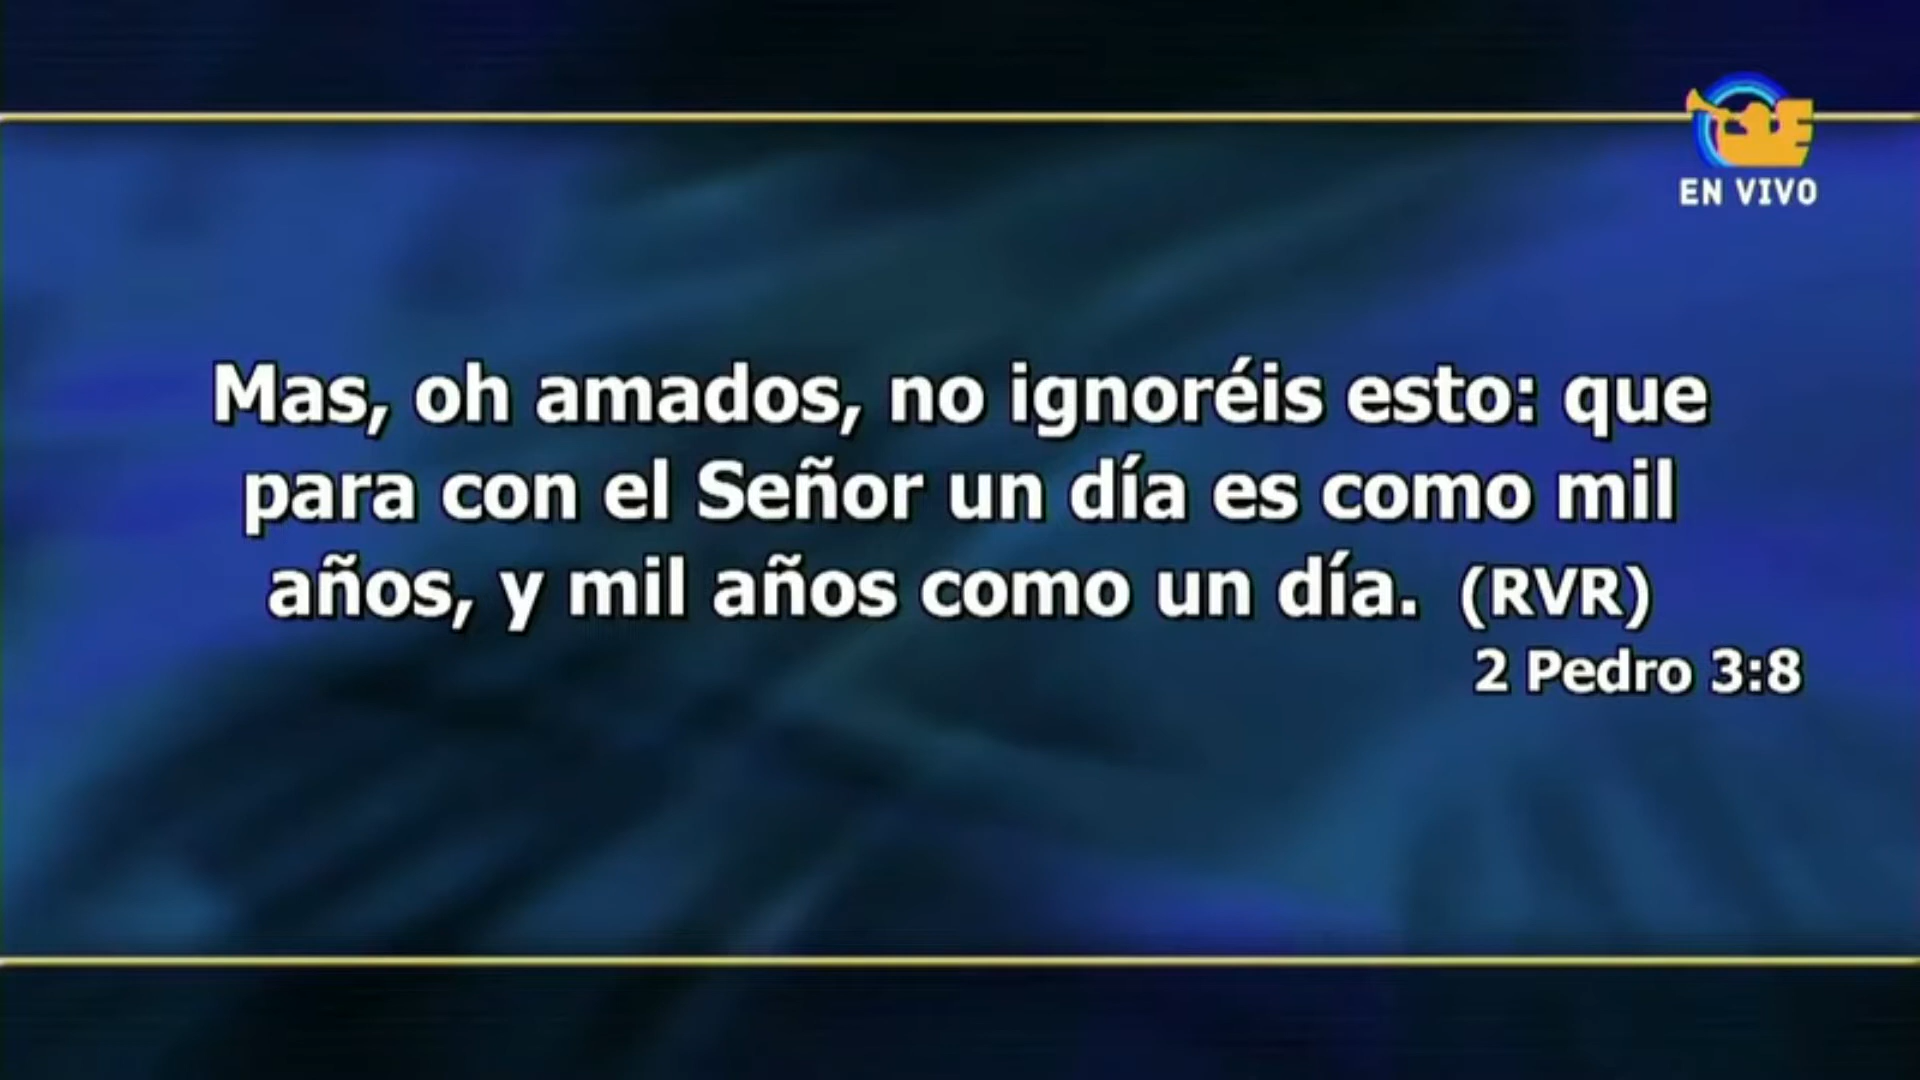 EN VIVO
Mas, oh amados, no ignoréis esto: que
para con el Señor un día es como mil
años, y mil años como un día. (RVR)
2 Pedro 3:8